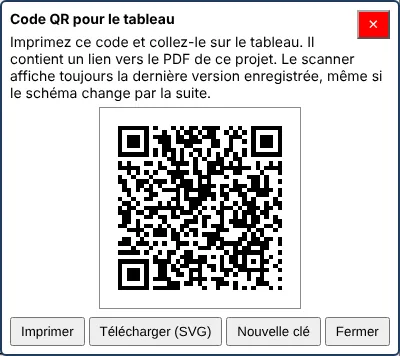 Code QR pour le tableau
×
Imprimez ce code et collez-le sur le tableau. Il
contient un lien vers le PDF de ce projet. Le scanner
affiche toujours la dernière version enregistrée, même si
le schéma change par la suite.
Imprimer
Télécharger (SVG)
Nouvelle clé
Fermer